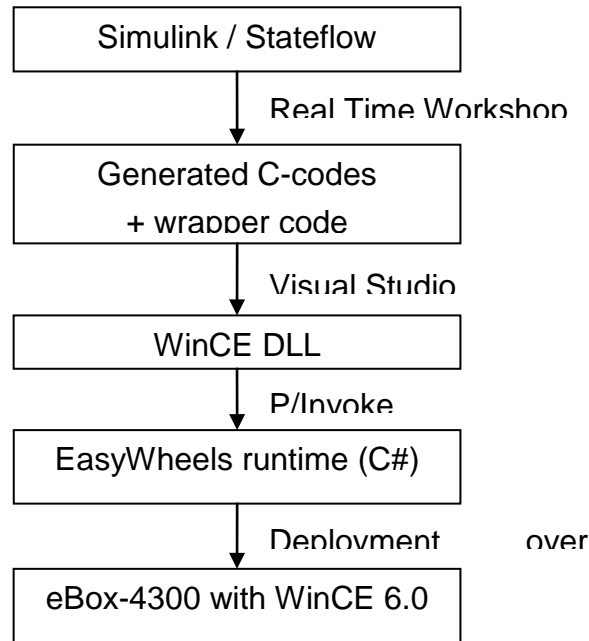 Simulink / Stateflow
Real Time Workshop
Generated C-codes
+ wrapper code
Visual Studio
WinCE DLL
P/Invoke
EasyWheels runtime (C#)
Deployment over
eBox-4300 with WinCE 6.0